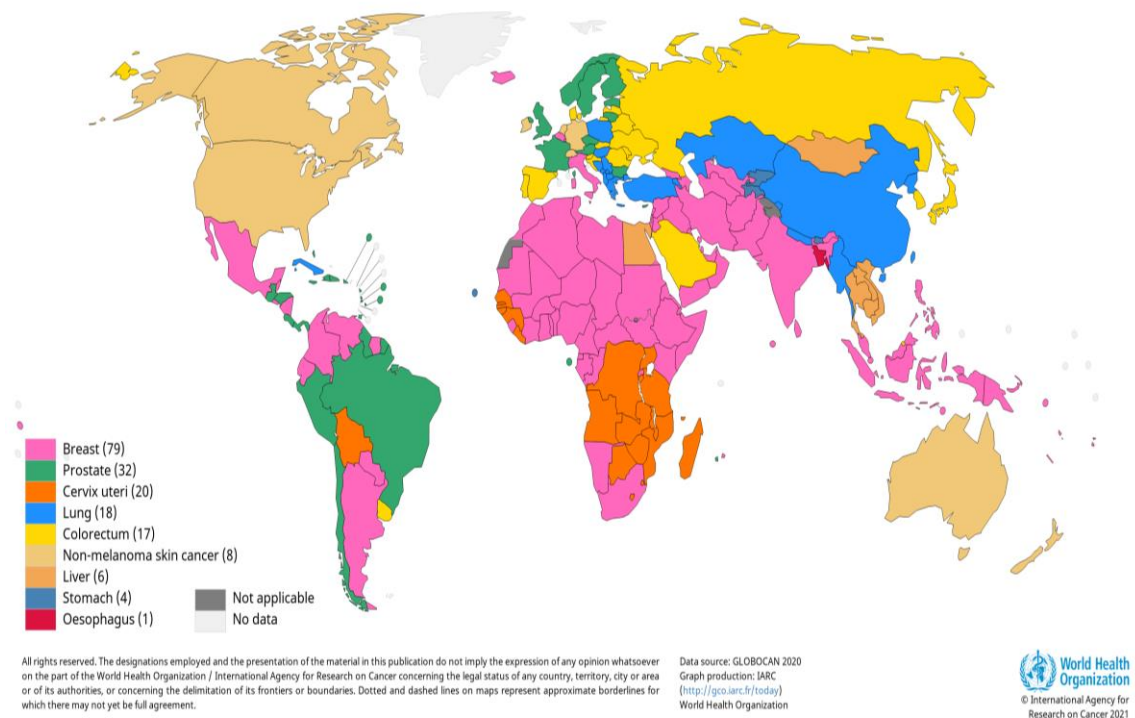 Breast (79)
Prostate (32)
Cervix uteri (20)
Lung (18)
Colorectum (17)
Non-melanoma skin cancer (8)
Liver (6)
Stomach (4)
Oesophagus (1)
Not applicable
No data
All rights reserved. The designations employed and the presentation of the material in this publication do not imply the expression of any opinion whatsoever
on the part of the World Health Organization / International Agency for Research on Cancer concerning the legal status of any country, territory, city or area
or of its authorities, or concerning the delimitation of its frontiers or boundaries. Dotted and dashed lines on maps represent approximate borderlines for
which there may not yet be full agreement.
Data source: GLOBOCAN 2020
Graph production: IARC
(http://gco.iarc.fr/today)
World Health Organization
World Health
Organization
© International Agency for
Research on Cancer 2021